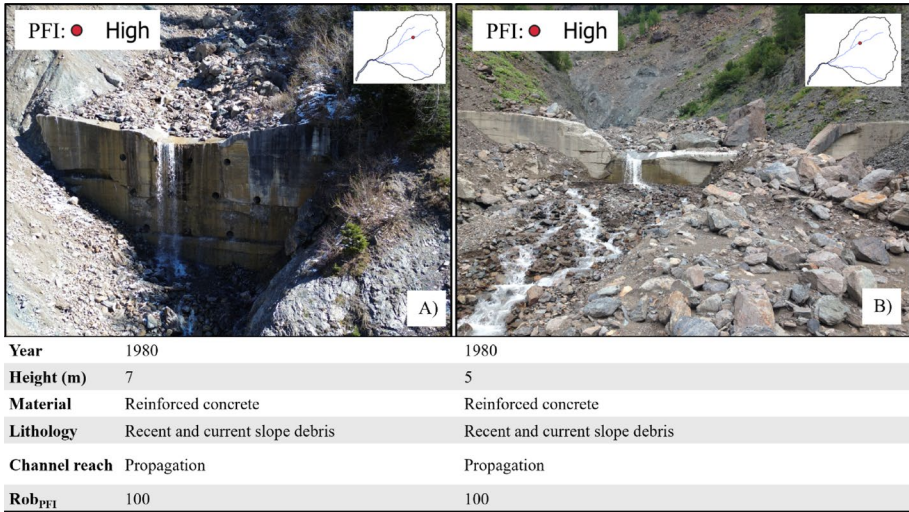 PFI: High
PFI: High
A)
B)
Year 1980 1980
Height (m) 7 5
Material Reinforced concrete Reinforced concrete
Lithology Recent and current slope debris Recent and current slope debris
Channel reach Propagation Propagation
Rob_PFI 100 100